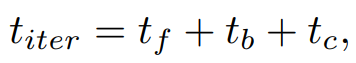 t_{iter} = t_f + t_b + t_c,